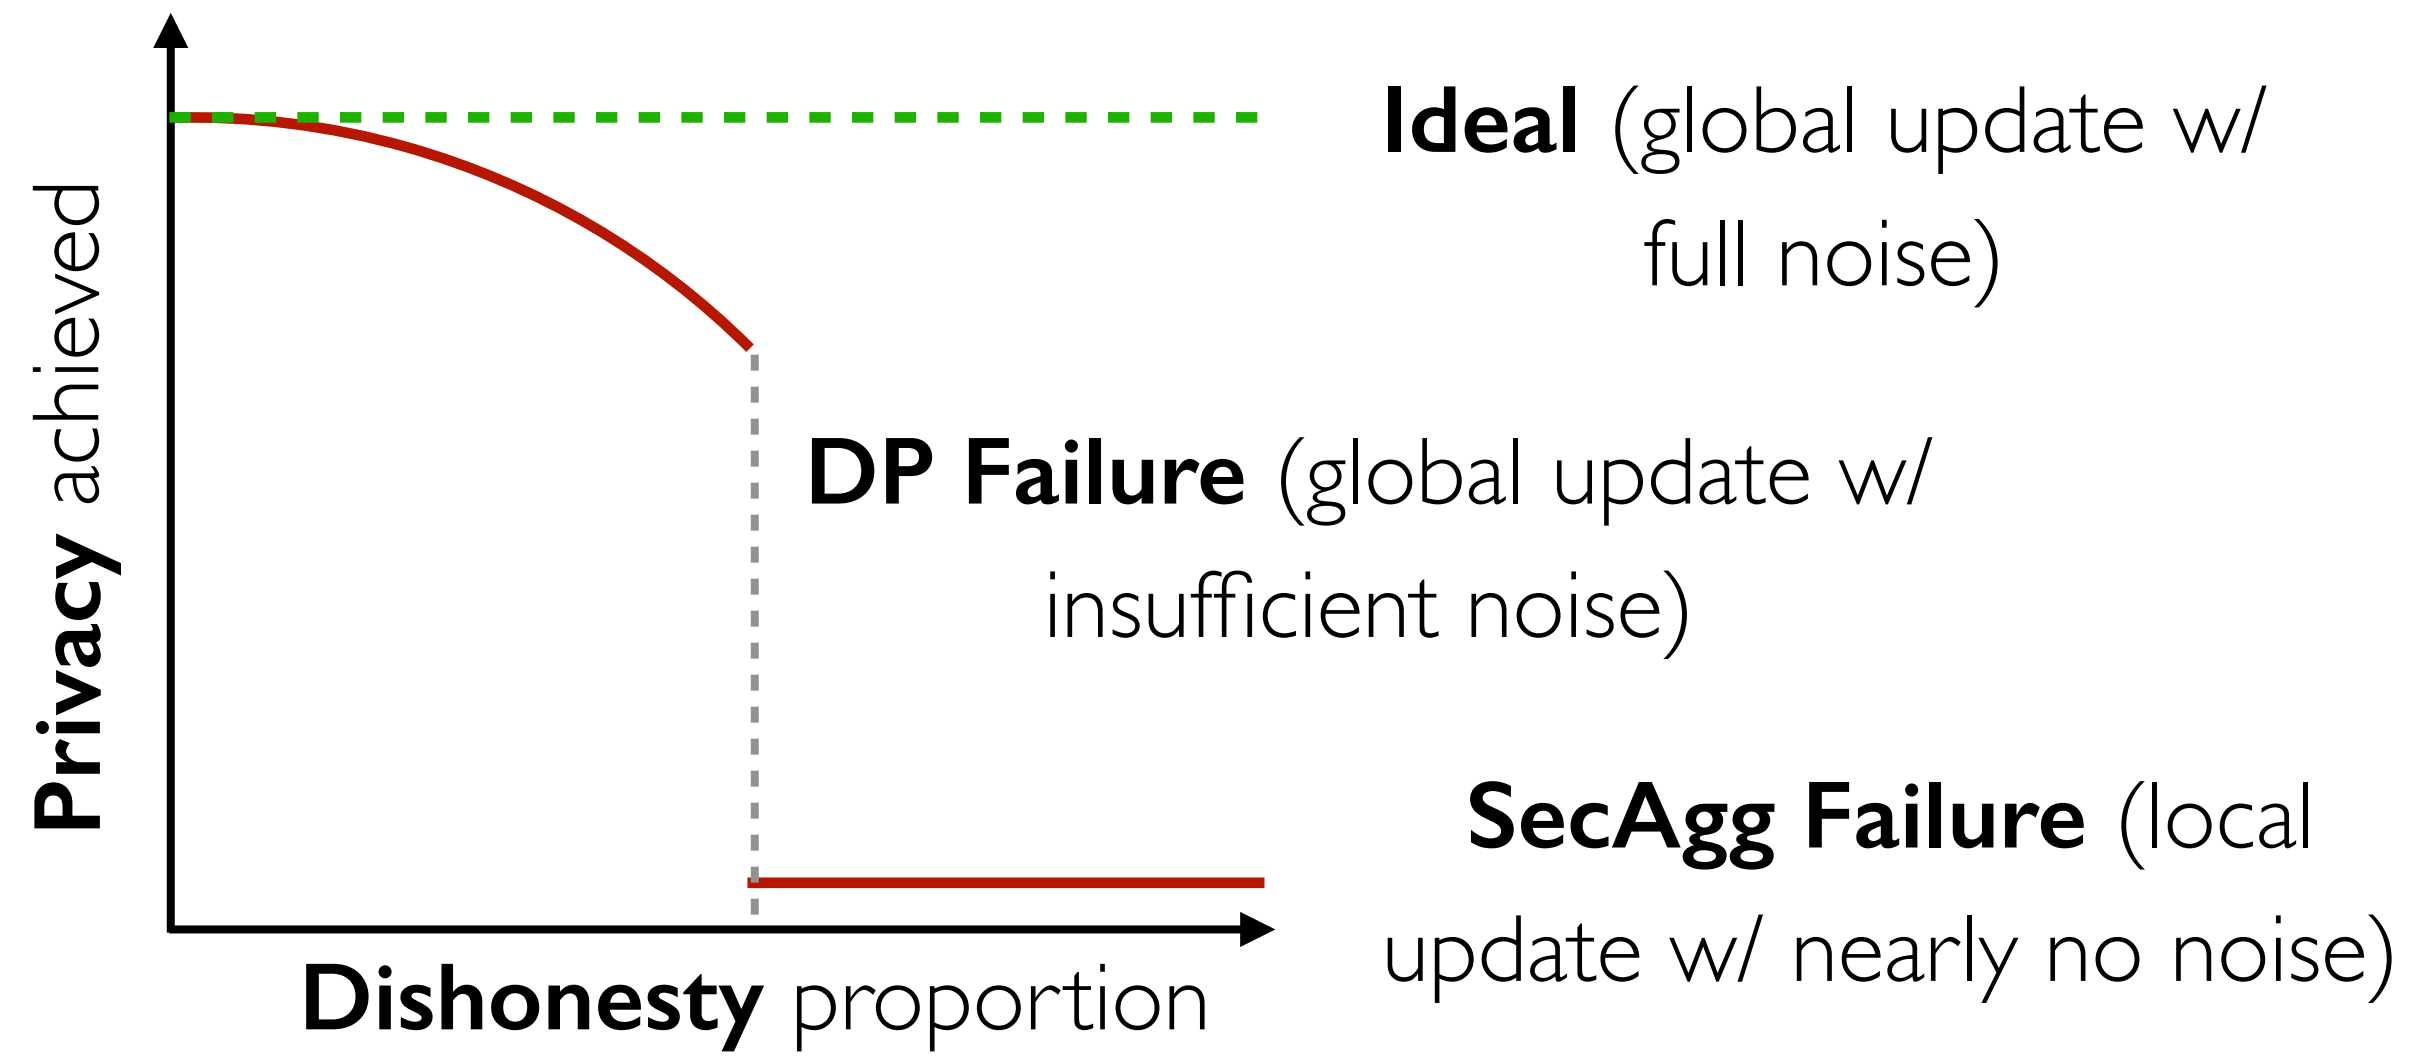 Privacy achieved
Ideal (global update w/
full noise)
DP Failure (global update w/
insufficient noise)
SecAgg Failure (local
update w/ nearly no noise)
Dishonesty proportion